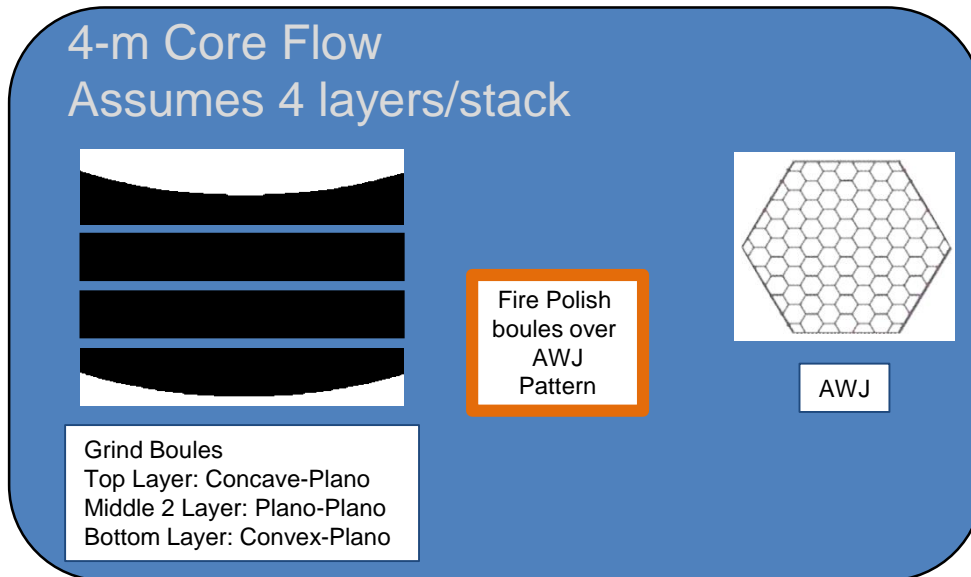 4-m Core Flow
Assumes 4 layers/stack
Fire Polish
boules over
AWJ
Pattern
AWJ
Grind Boules
Top Layer: Concave-Plano
Middle 2 Layer: Plano-Plano
Bottom Layer: Convex-Plano